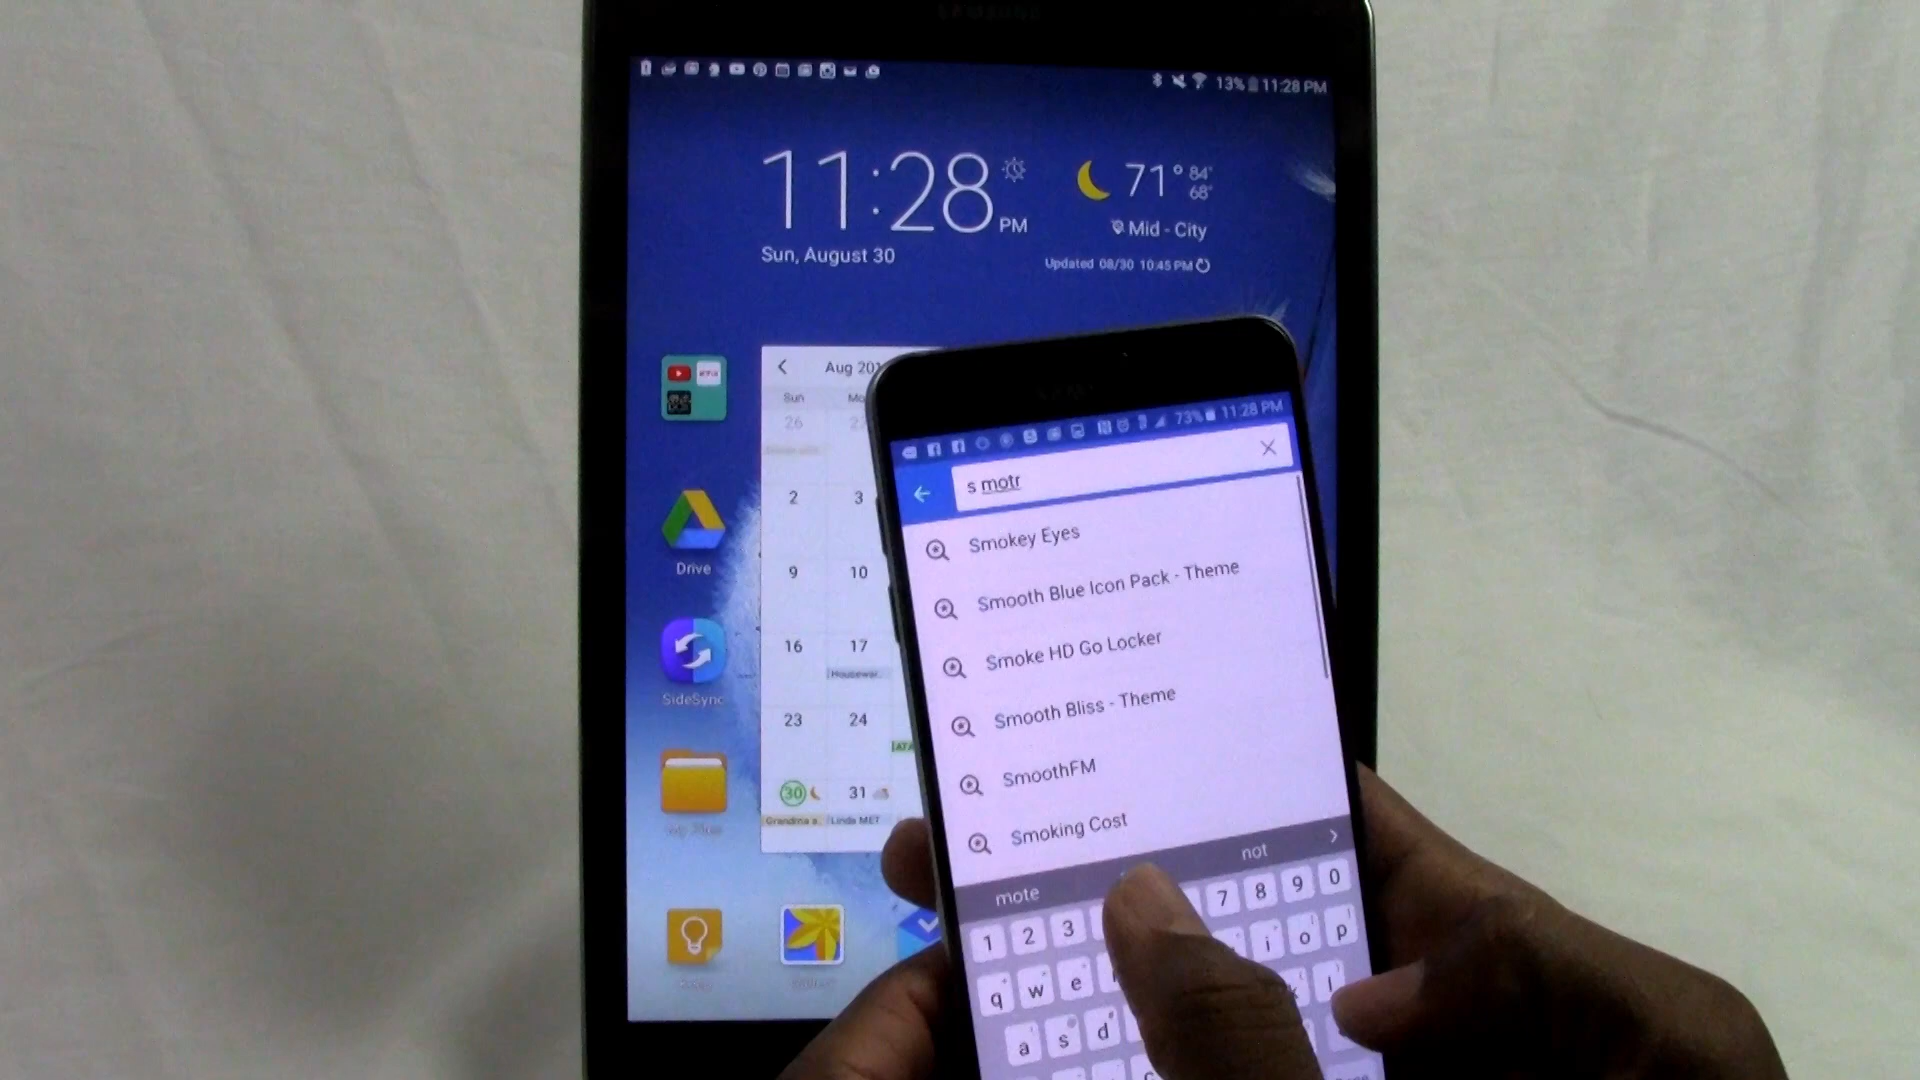 SAMSUNG
13% 11:28 PM
11:28 PM
71° 84° 68°
Mid - City
Sun, August 30
Updated 08/30 10:45 PM
Aug 201
Sun Mo
26 2
2 3
9 10
16 17
Housewar..
23 24
30 31
Grandma a.. Linda MET
Drive
SideSync
73% 11:28 PM
s motr
Smokey Eyes
Smooth Blue Icon Pack - Theme
Smoke HD Go Locker
Smooth Bliss - Theme
SmoothFM
Smoking Cost
mote not
1 2 3 7 8 9 0
q w e i o p
a s d k l
c